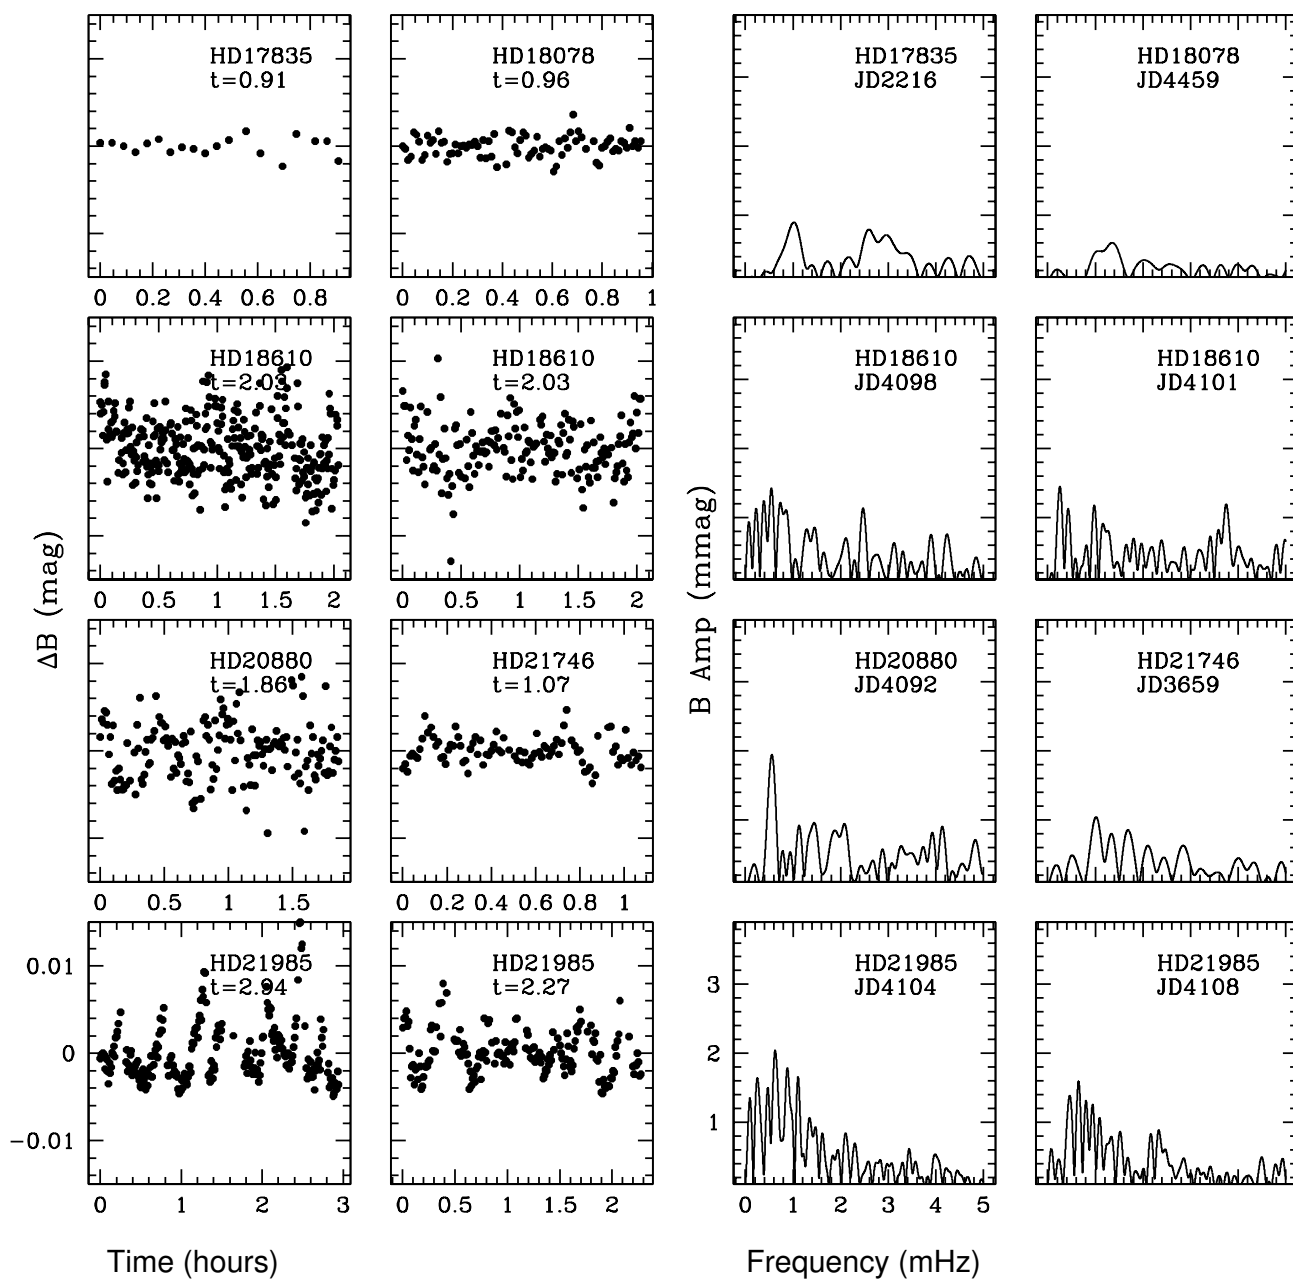 HD17835
t=0.91
HD18078
t=0.96
HD17835
JD2216
HD18078
JD4459
0 0.2 0.4 0.6 0.8
0 0.2 0.4 0.6 0.8 1
HD18610
t=2.03
HD18610
t=2.03
HD18610
JD4098
HD18610
JD4101
0 0.5 1 1.5 2
0 0.5 1 1.5 2
ΔB (mag)
B Amp (mmag)
HD20880
t=1.86
HD21746
t=1.07
HD20880
JD4092
HD21746
JD3659
0 0.5 1 1.5
0 0.2 0.4 0.6 0.8 1
HD21985
t=2.94
HD21985
t=2.27
HD21985
JD4104
HD21985
JD4108
0.01
0
−0.01
3
2
1
0 1 2 3
0 0.5 1 1.5 2
0 1 2 3 4 5
Time (hours)
Frequency (mHz)